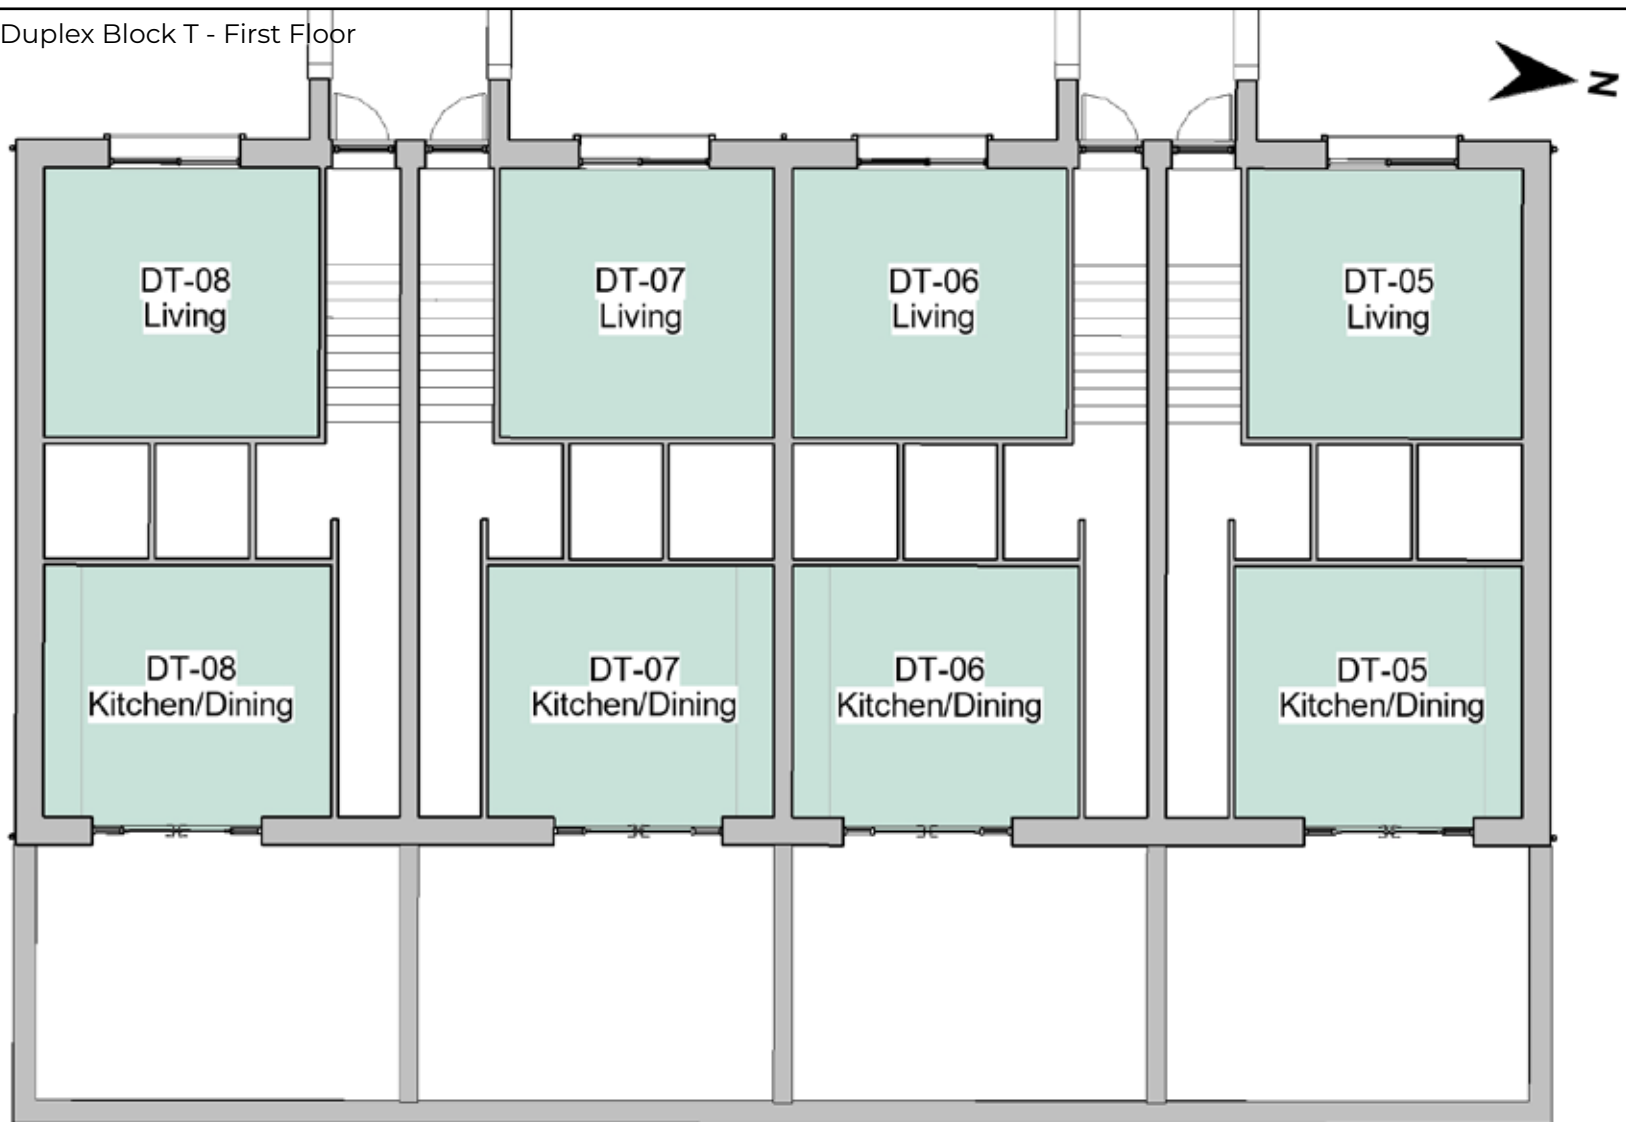 Duplex Block T - First Floor
N
DT-08
Living
DT-07
Living
DT-06
Living
DT-05
Living
DT-08
Kitchen/Dining
DT-07
Kitchen/Dining
DT-06
Kitchen/Dining
DT-05
Kitchen/Dining